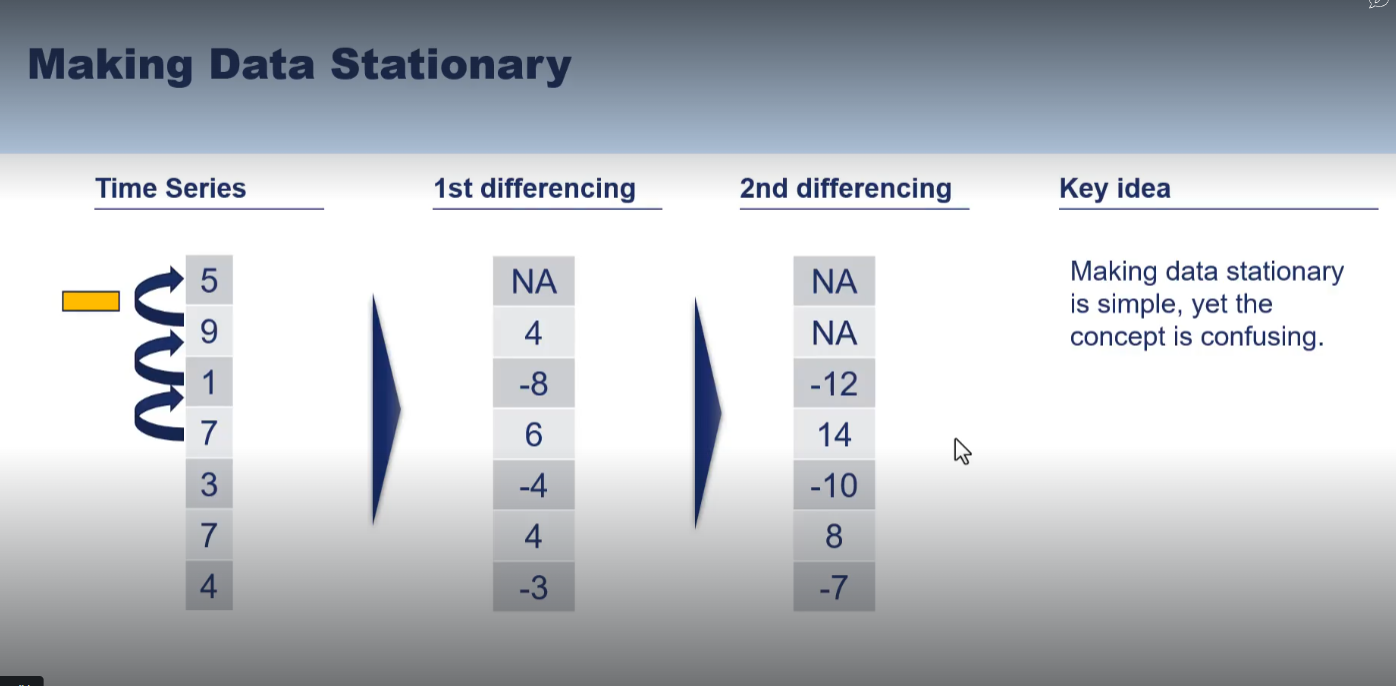 Making Data Stationary
Time Series
1st differencing
2nd differencing
Key idea
5
9
1
7
3
7
4
NA
4
-8
6
-4
4
-3
NA
NA
-12
14
-10
8
-7
Making data stationary
is simple, yet the
concept is confusing.